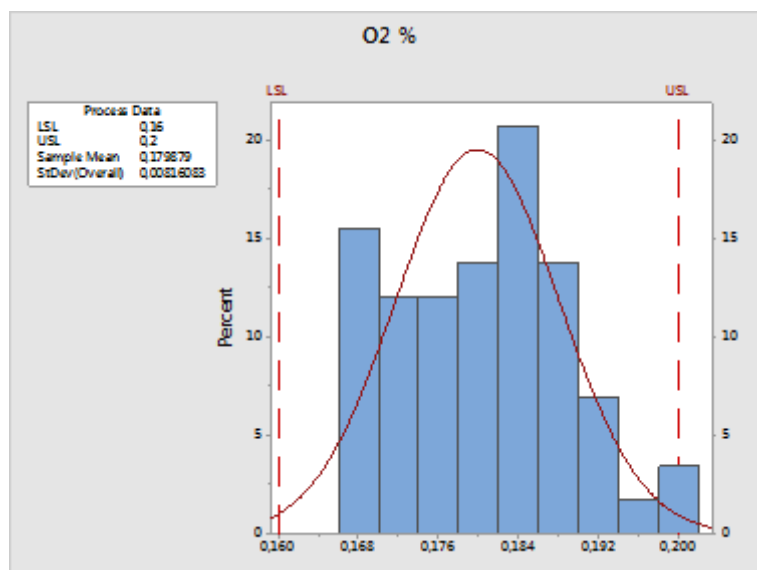 O2 %
LSL USL
Process Data
LSL 0,16
USL 0,2
Sample Mean 0,179879
StDev(Overall) 0,00816083
Percent
20 20
15 15
10 10
5 5
0 0
0,160 0,168 0,176 0,184 0,192 0,200